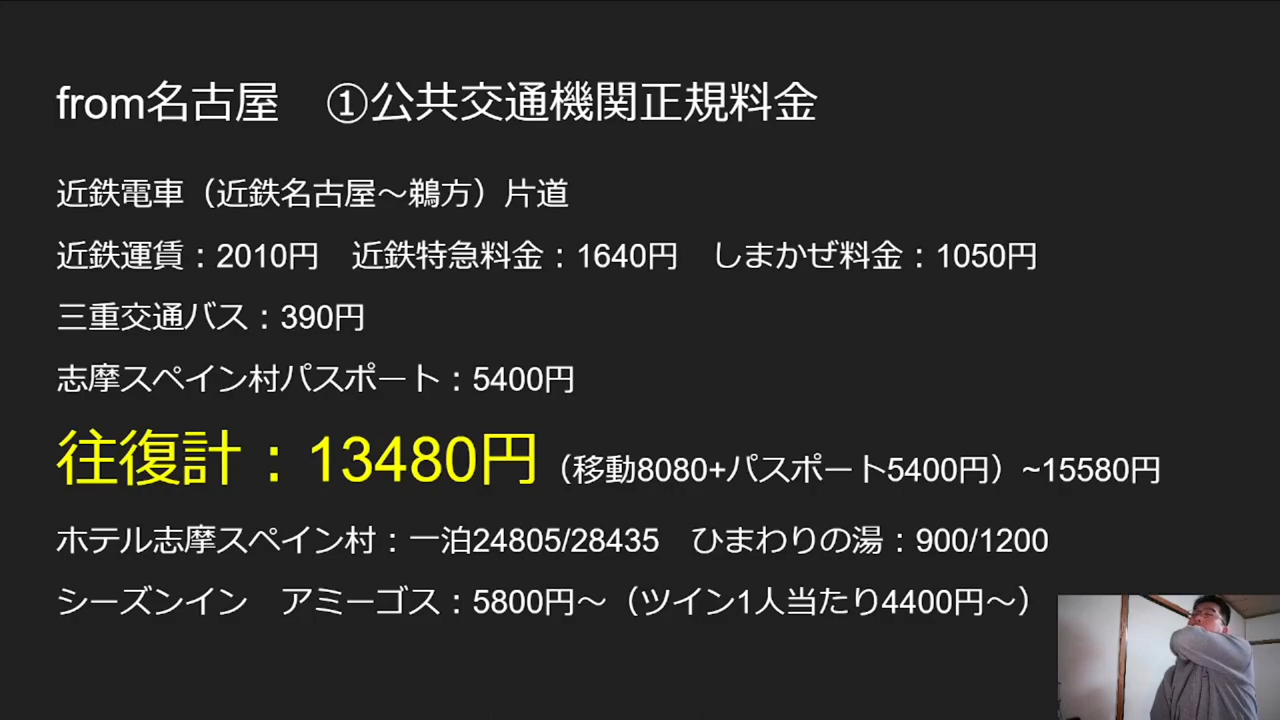 from名古屋　①公共交通機関正規料金
近鉄電車（近鉄名古屋～鵜方）片道
近鉄運賃：2010円　近鉄特急料金：1640円　しまかぜ料金：1050円
三重交通バス：390円
志摩スペイン村パスポート：5400円
往復計：13480円（移動8080+パスポート5400円）~15580円
ホテル志摩スペイン村：一泊24805/28435　ひまわりの湯：900/1200
シーズンイン　アミーゴス：5800円～（ツイン1人当たり4400円～）